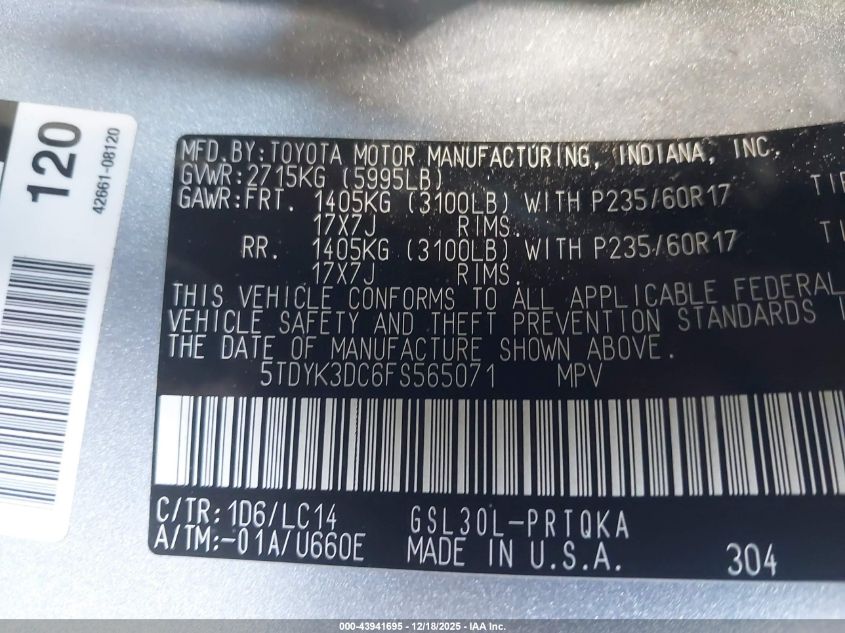 120
42661-08120
MFD.BY:TOYOTA MOTOR MANUFACTURING, INDIANA, INC.
GVWR:2715KG (5995LB)
GAWR:FRT. 1405KG (3100LB) WITH P235/60R17 TI
17X7J RIMS.
RR. 1405KG (3100LB) WITH P235/60R17 TI
17X7J RIMS.
THIS VEHICLE CONFORMS TO ALL APPLICABLE FEDERAL
VEHICLE SAFETY AND THEFT PREVENTION STANDARDS
THE DATE OF MANUFACTURE SHOWN ABOVE.
5TDYK3DC6FS565071 MPV
C/TR:1D6/LC14 GSL30L-PRTQKA
A/TM:-01A/U660E MADE IN U.S.A. 304
000-43941695 - 12/18/2025 - IAA Inc.